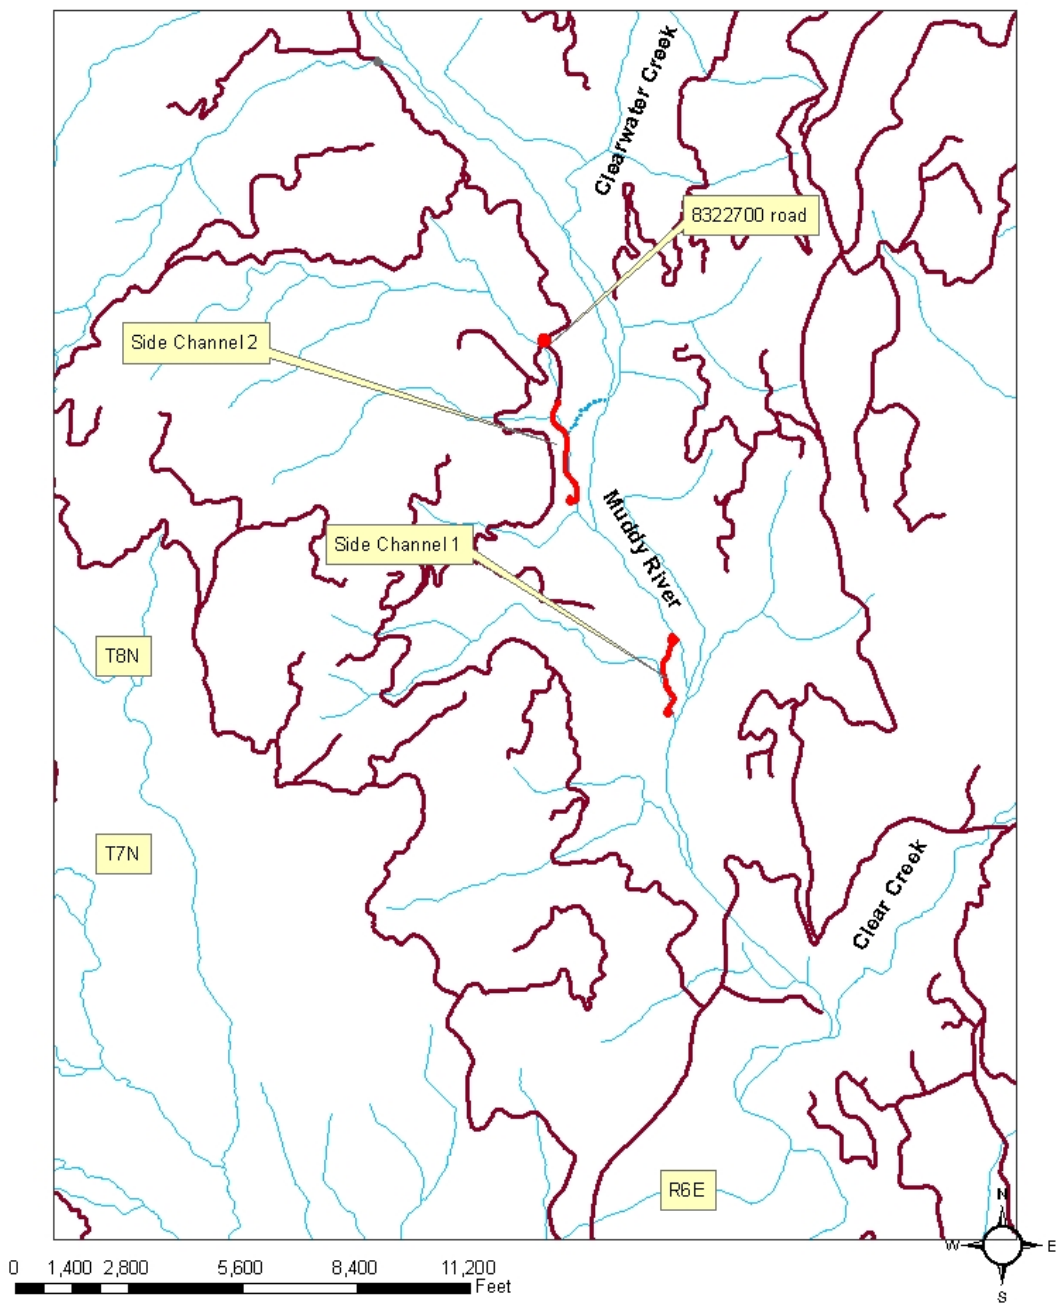 Clearwater Creek
8322700 road
Side Channel 2
Muddy River
Side Channel 1
T8N
T7N
Clear Creek
R6E
N
W E
S
0 1,400 2,800 5,600 8,400 11,200
Feet